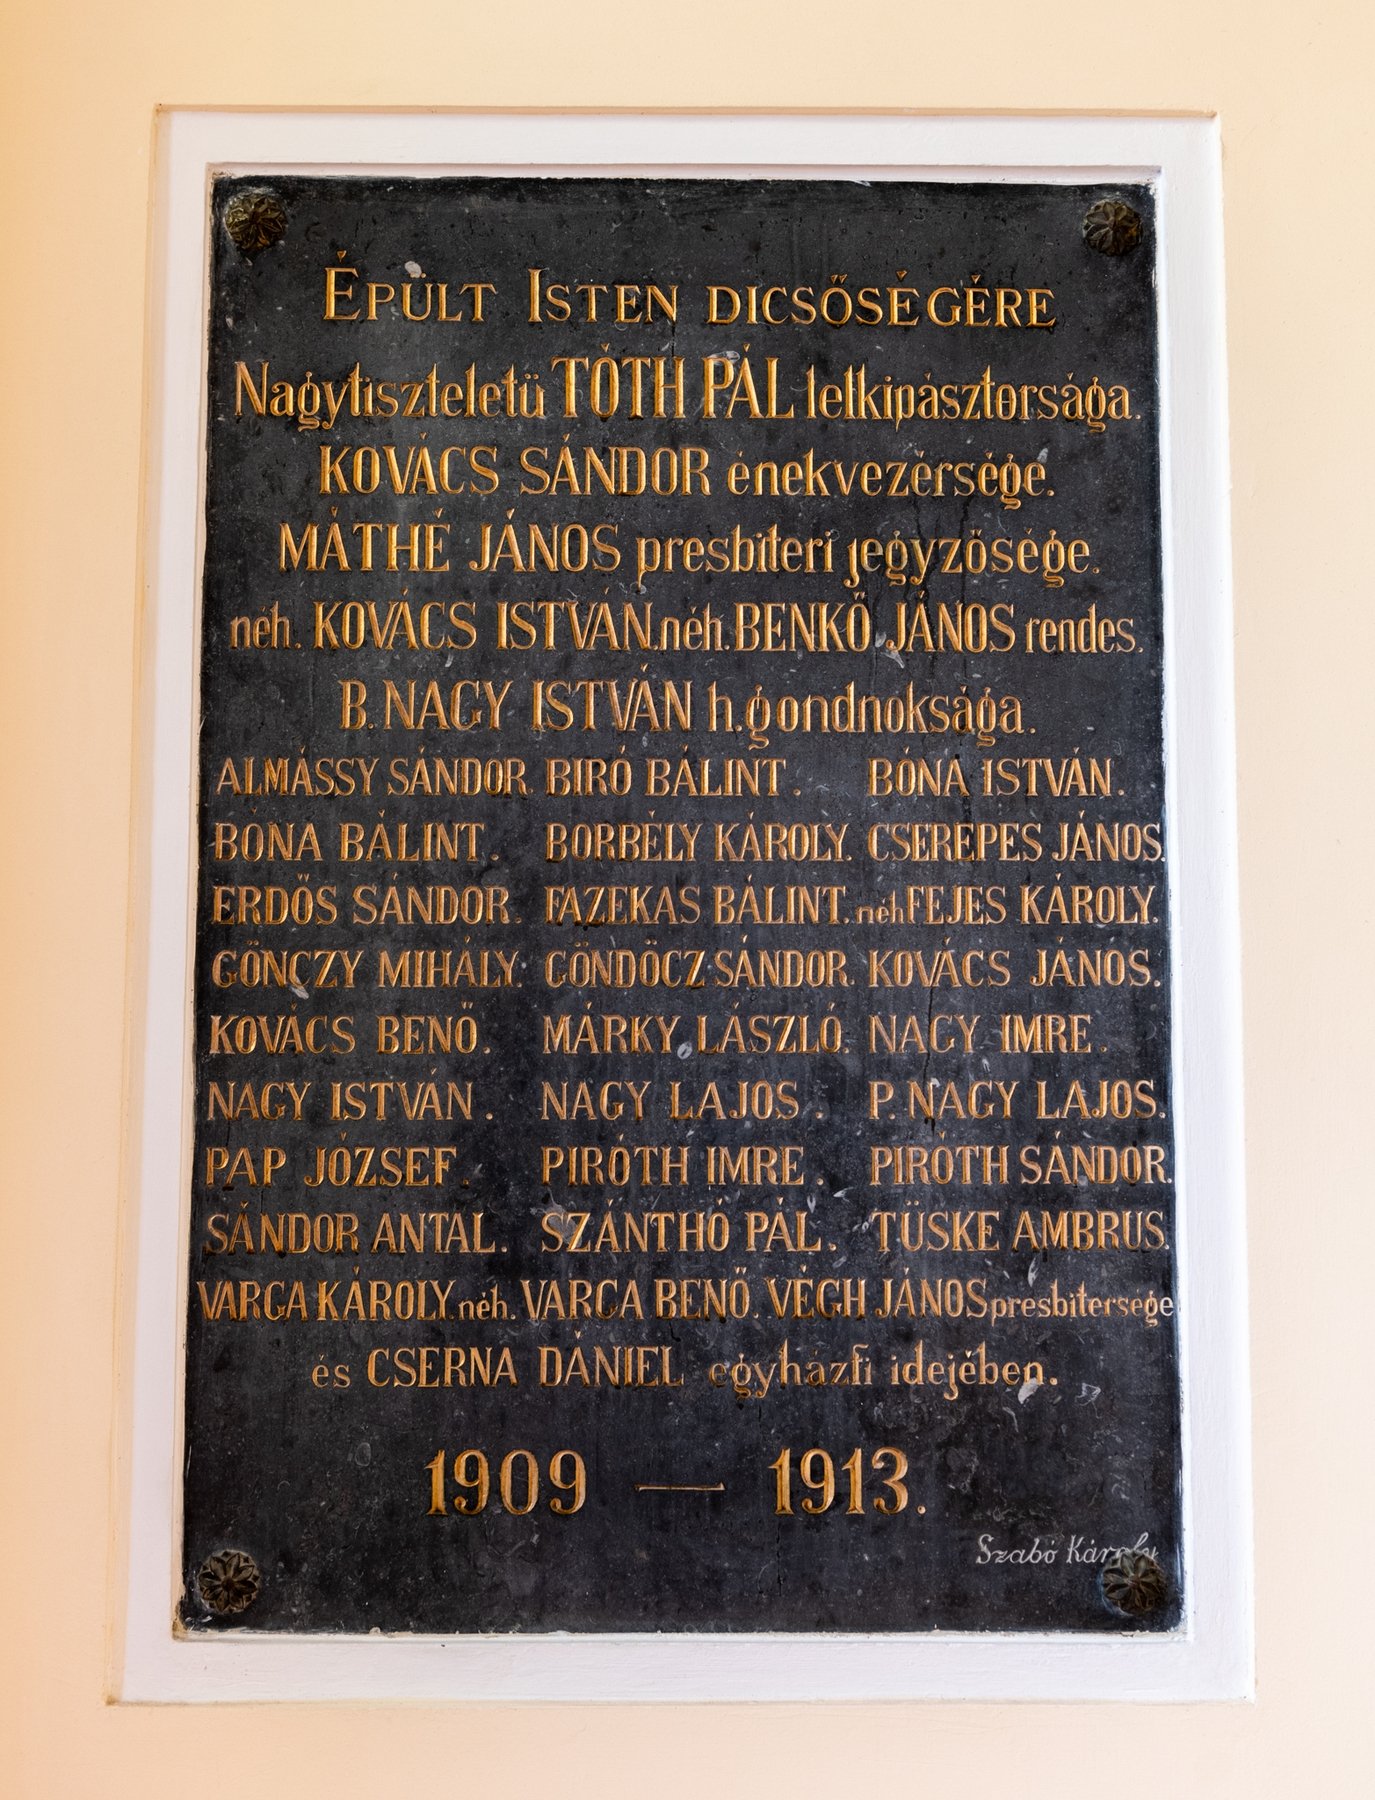 ÉPÜLT ISTEN DICSŐSÉGÉRE
Nagytiszteletü TÓTH PÁL lelkipásztorsága.
KOVÁCS SÁNDOR énekvezérsége.
MÁTHÉ JÁNOS presbiteri jegyzősége.
néh. KOVÁCS ISTVÁN. néh. BENKŐ JÁNOS rendes.
B. NAGY ISTVÁN h. gondnoksága.
ALMÁSSY SÁNDOR. BIRÓ BÁLINT. BÓNA ISTVÁN.
BÓNA BÁLINT. BORBÉLY KÁROLY. CSEREPES JÁNOS.
ERDŐS SÁNDOR. FAZEKAS BÁLINT. néh FEJES KÁROLY.
GÖNCZY MIHÁLY. GÖNDÖCZ SÁNDOR. KOVÁCS JÁNOS.
KOVÁCS BENŐ. MÁRKY LÁSZLÓ. NAGY IMRE.
NAGY ISTVÁN. NAGY LAJOS. P. NAGY LAJOS.
PAP JÓZSEF. PIRÓTH IMRE. PIRÓTH SÁNDOR.
SÁNDOR ANTAL. SZÁNTHÓ PÁL. TÜSKE AMBRUS.
VARGA KÁROLY. néh. VARGA BENŐ. VÉGH JÁNOS presbitersége
és CSERNA DÁNIEL egyházfi idejében.
1909 — 1913.
Szabó Károly